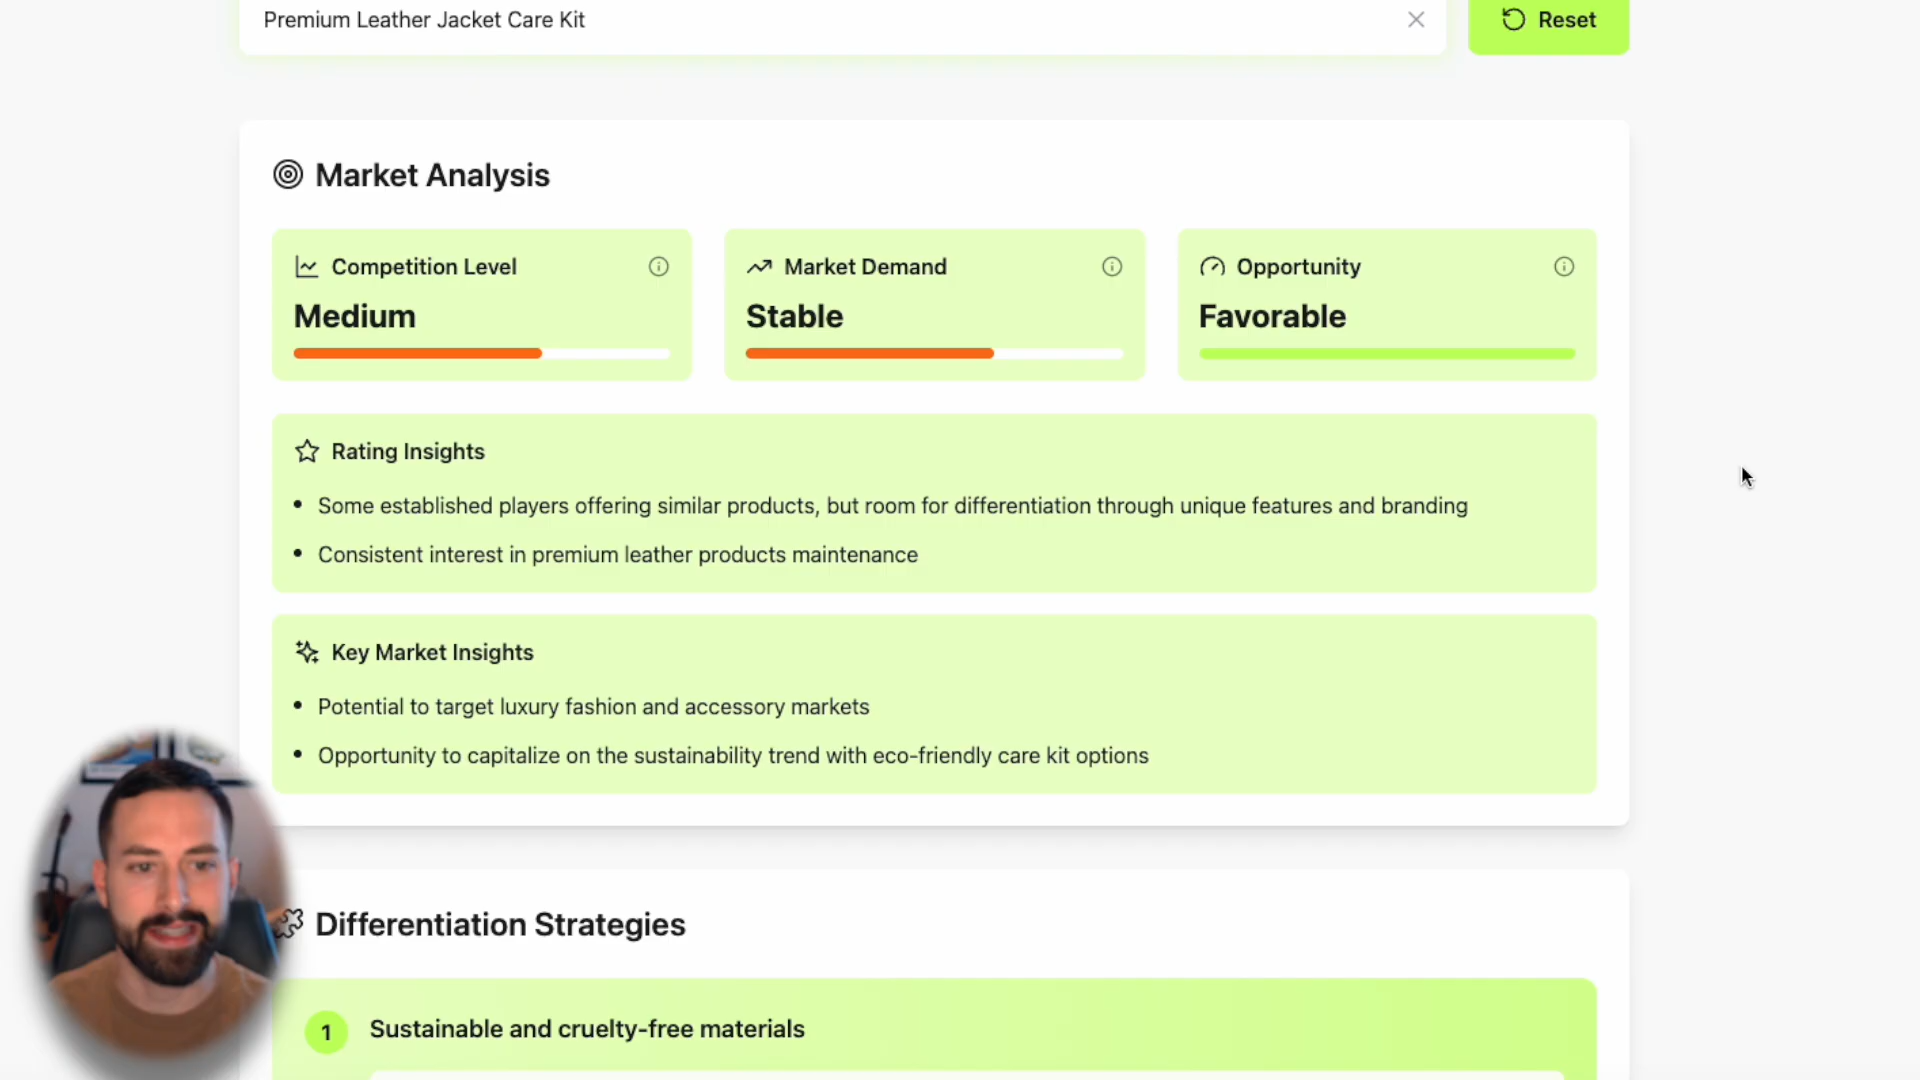 Premium Leather Jacket Care Kit
Reset
Market Analysis
Competition Level
Medium
Market Demand
Stable
Opportunity
Favorable
Rating Insights
• Some established players offering similar products, but room for differentiation through unique features and branding
• Consistent interest in premium leather products maintenance
Key Market Insights
• Potential to target luxury fashion and accessory markets
• Opportunity to capitalize on the sustainability trend with eco-friendly care kit options
Differentiation Strategies
1 Sustainable and cruelty-free materials